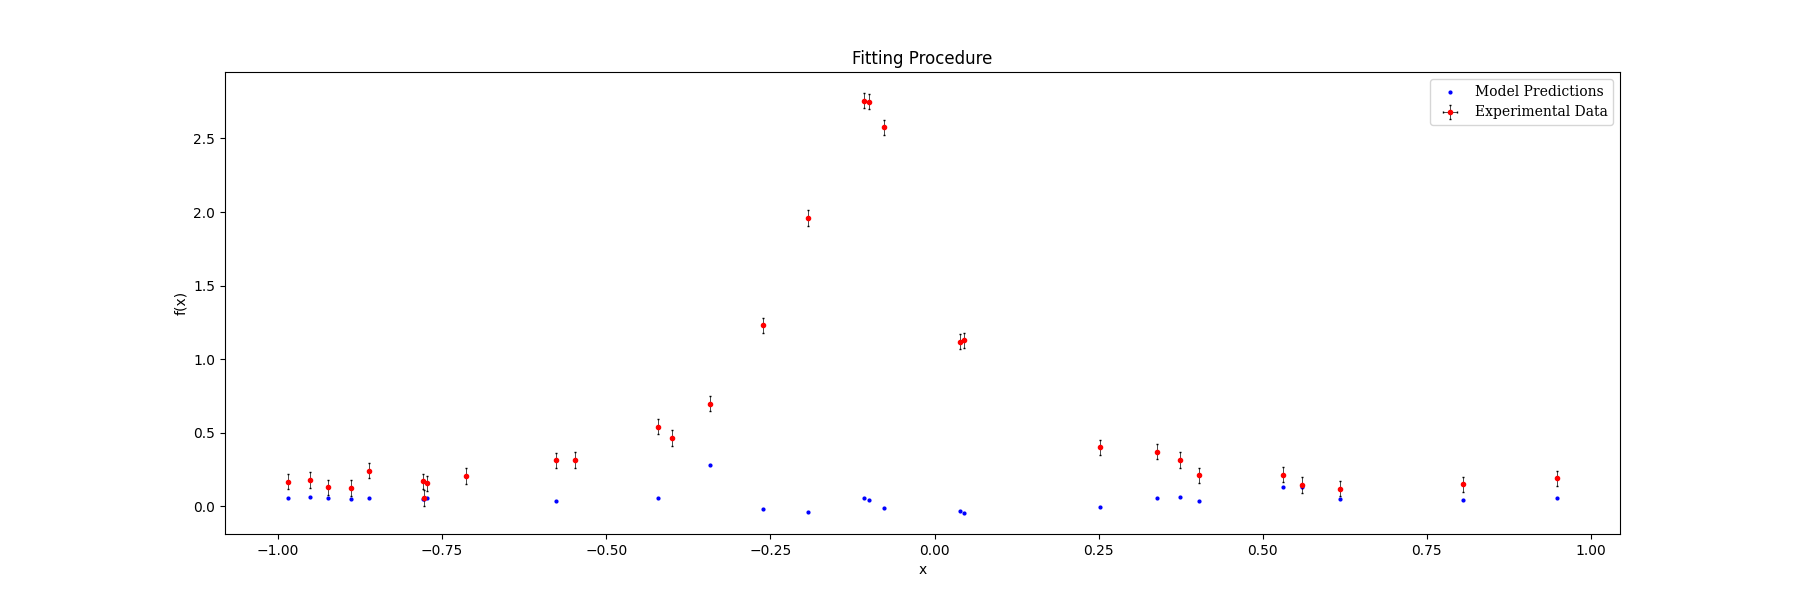 Fitting Procedure
Model Predictions
Experimental Data
f(x)
2.5
2.0
1.5
1.0
0.5
0.0
−1.00 −0.75 −0.50 −0.25 0.00 0.25 0.50 0.75 1.00
x